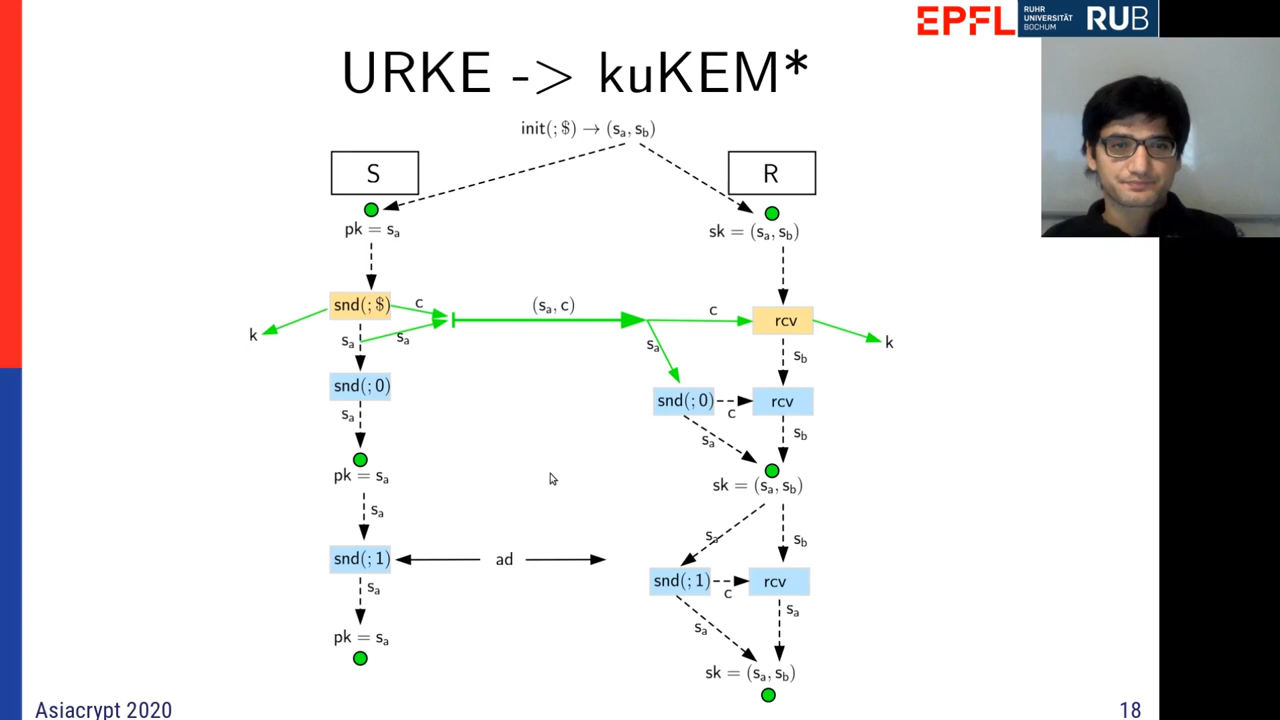 EPFL RUHR UNIVERSITÄT BOCHUM RUB
URKE -> kuKEM*
init(; $) → (sa, sb)
S R
pk = sa sk = (sa, sb)
snd(; $) c (sa, c) c rcv
k sa sa sa sb k
snd(; 0) snd(; 0) c rcv
sa sa sb
pk = sa sk = (sa, sb)
sa sa sb
snd(; 1) ad snd(; 1) c rcv
sa sa sa
pk = sa sk = (sa, sb)
Asiacrypt 2020 18